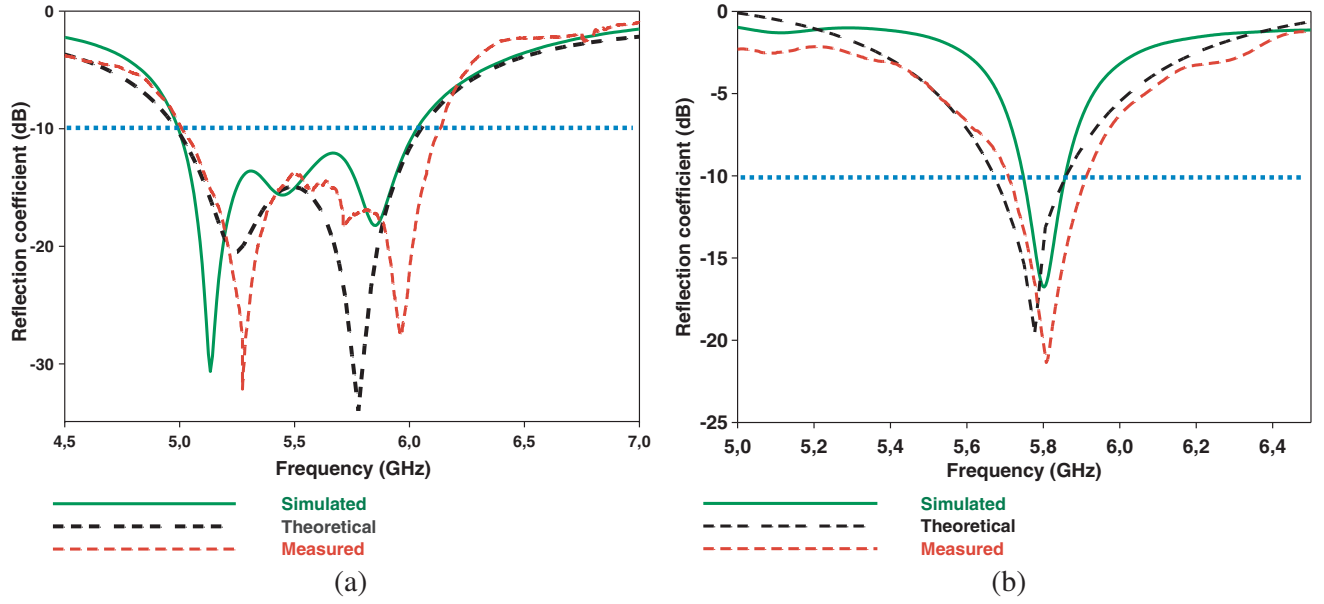 Reflection coefficient (dB)
0
-10
-20
-30
4,5
5,0
5,5
6,0
6,5
7,0
Frequency (GHz)
Simulated
Theoretical
Measured
(a)
Reflection coefficient (dB)
0
-5
-10
-15
-20
-25
5,0
5,2
5,4
5,6
5,8
6,0
6,2
6,4
Frequency (GHz)
Simulated
Theoretical
Measured
(b)